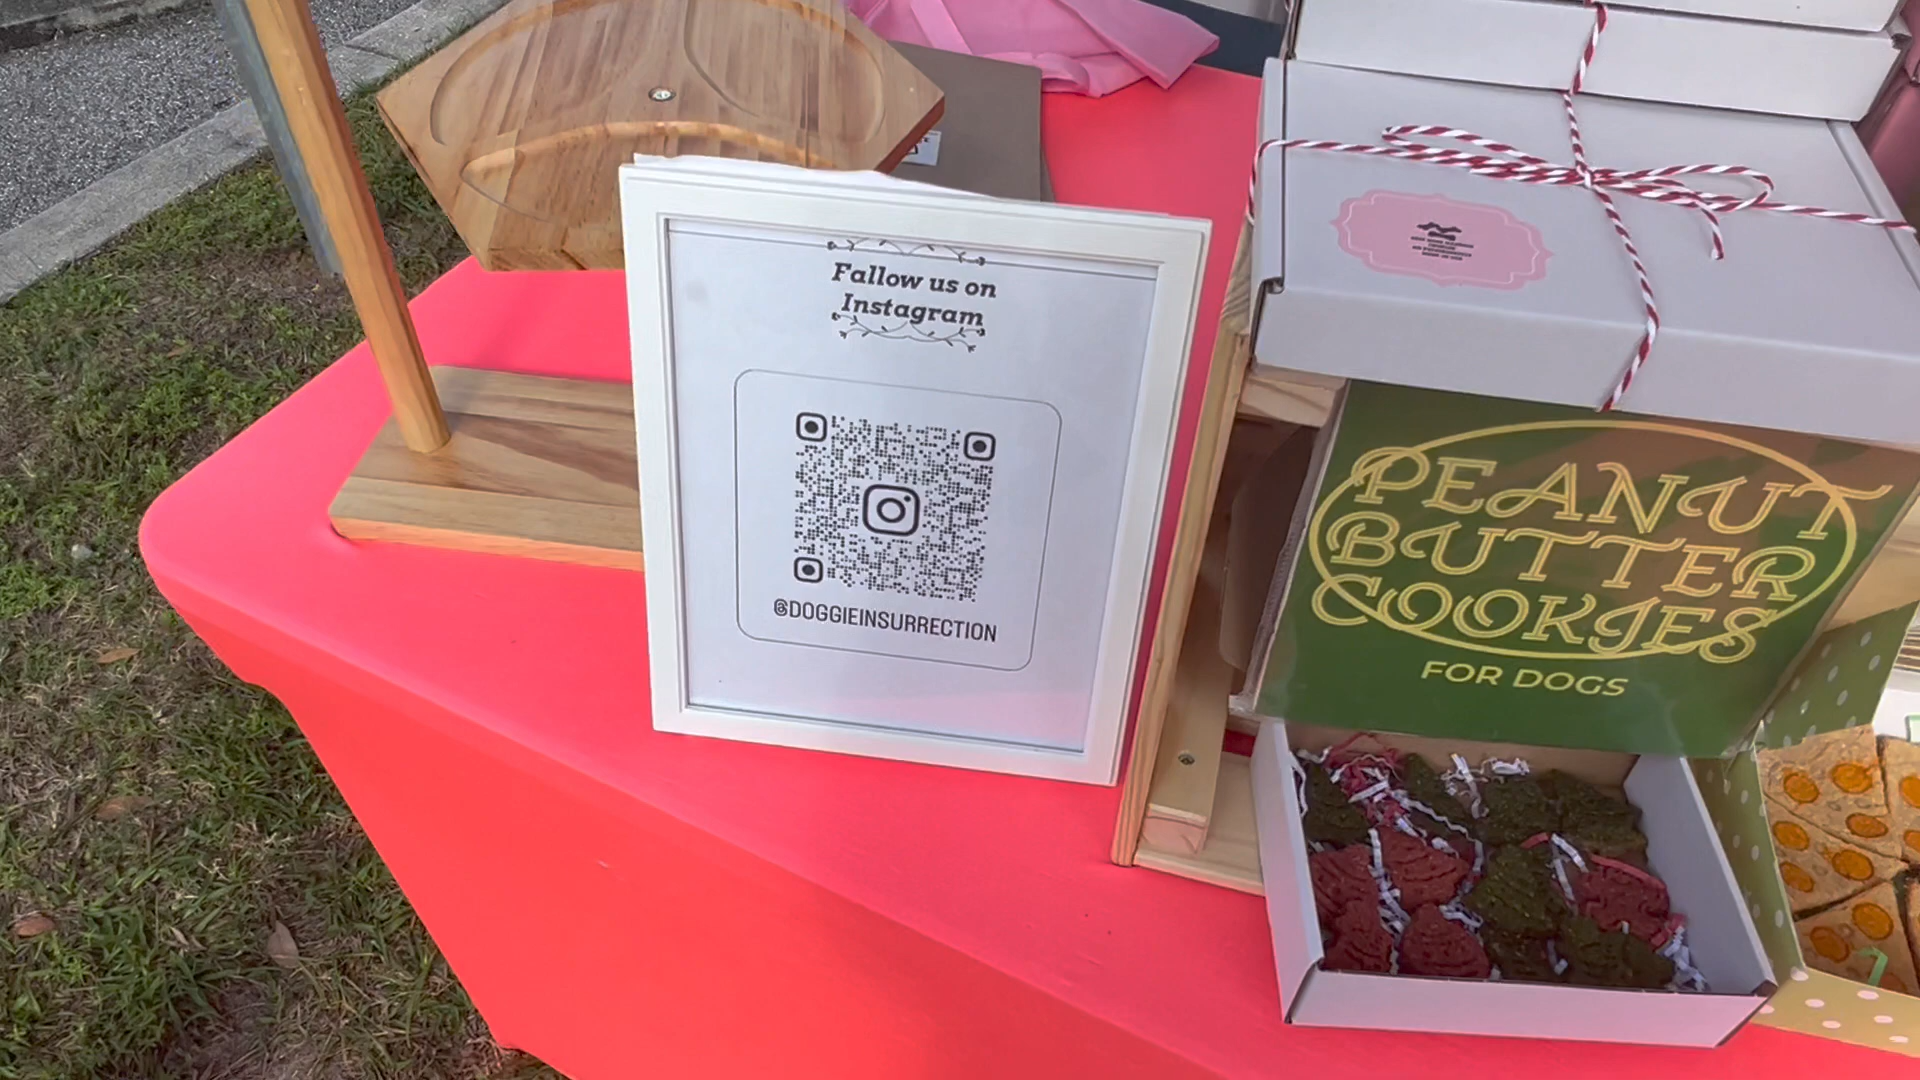 Fallow us on
Instagram
@DOGGIEINSURRECTION
PEANUT
BUTTER
COOKIES
FOR DOGS